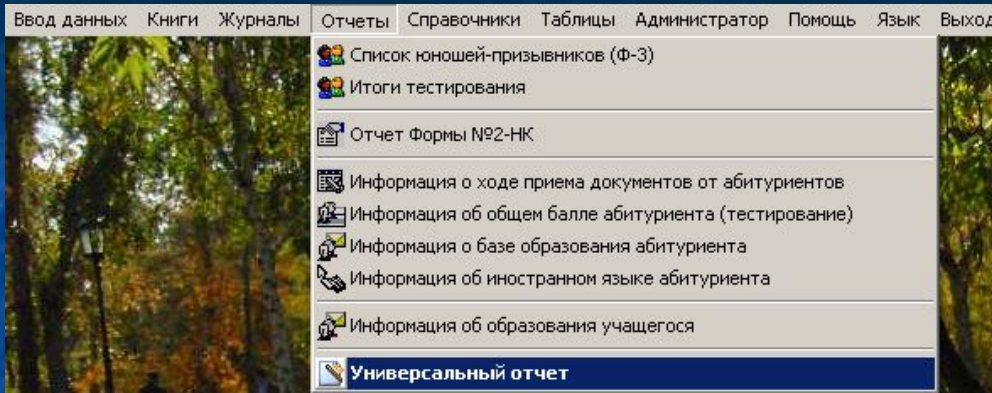 Ввод данных Книги Журналы Отчеты Справочники Таблицы Администратор Помощь Язык Выход
Список юношей-призывников (Ф-3)
Итоги тестирования
Отчет Формы №2-НК
Информация о ходе приема документов от абитуриентов
Информация об общем балле абитуриента (тестирование)
Информация о базе образования абитуриента
Информация об иностранном языке абитуриента
Информация об образования учащегося
Универсальный отчет